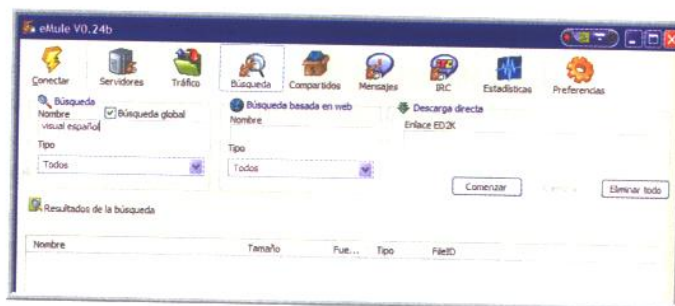 eMule V0.24b
Conectar Servidores Tráfico Búsqueda Compartidos Mensajes IRC Estadísticas Preferencias
Búsqueda
Nombre Búsqueda global
visual español
Tipo
Todos
Búsqueda basada en web
Nombre
Tipo
Todos
Descarga directa
Enlace ED2K
Comenzar Eliminar todo
Resultados de la búsqueda
Nombre Tamaño Fue... Tipo FileID